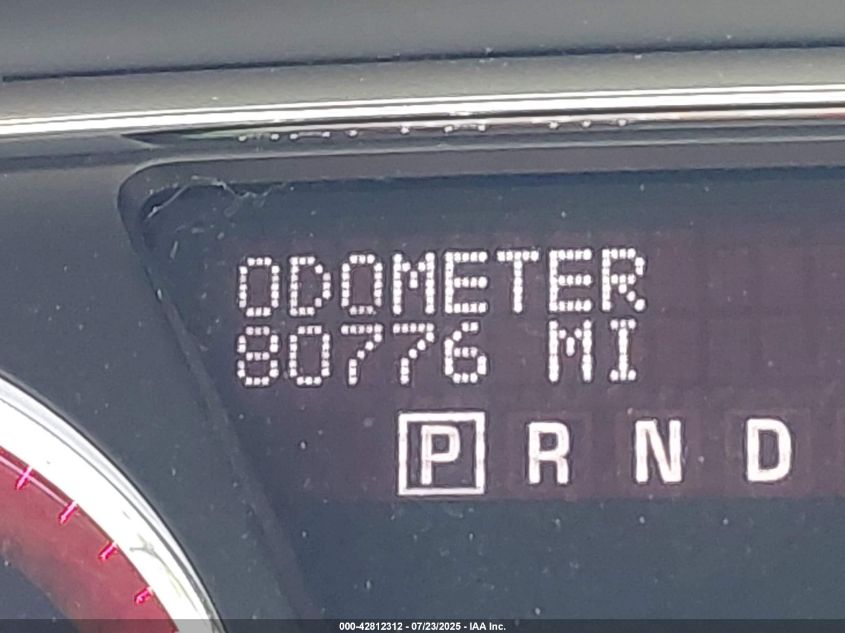 ODOMETER
80776 MI
P R N D
000-42812312 - 07/23/2025 - IAA Inc.